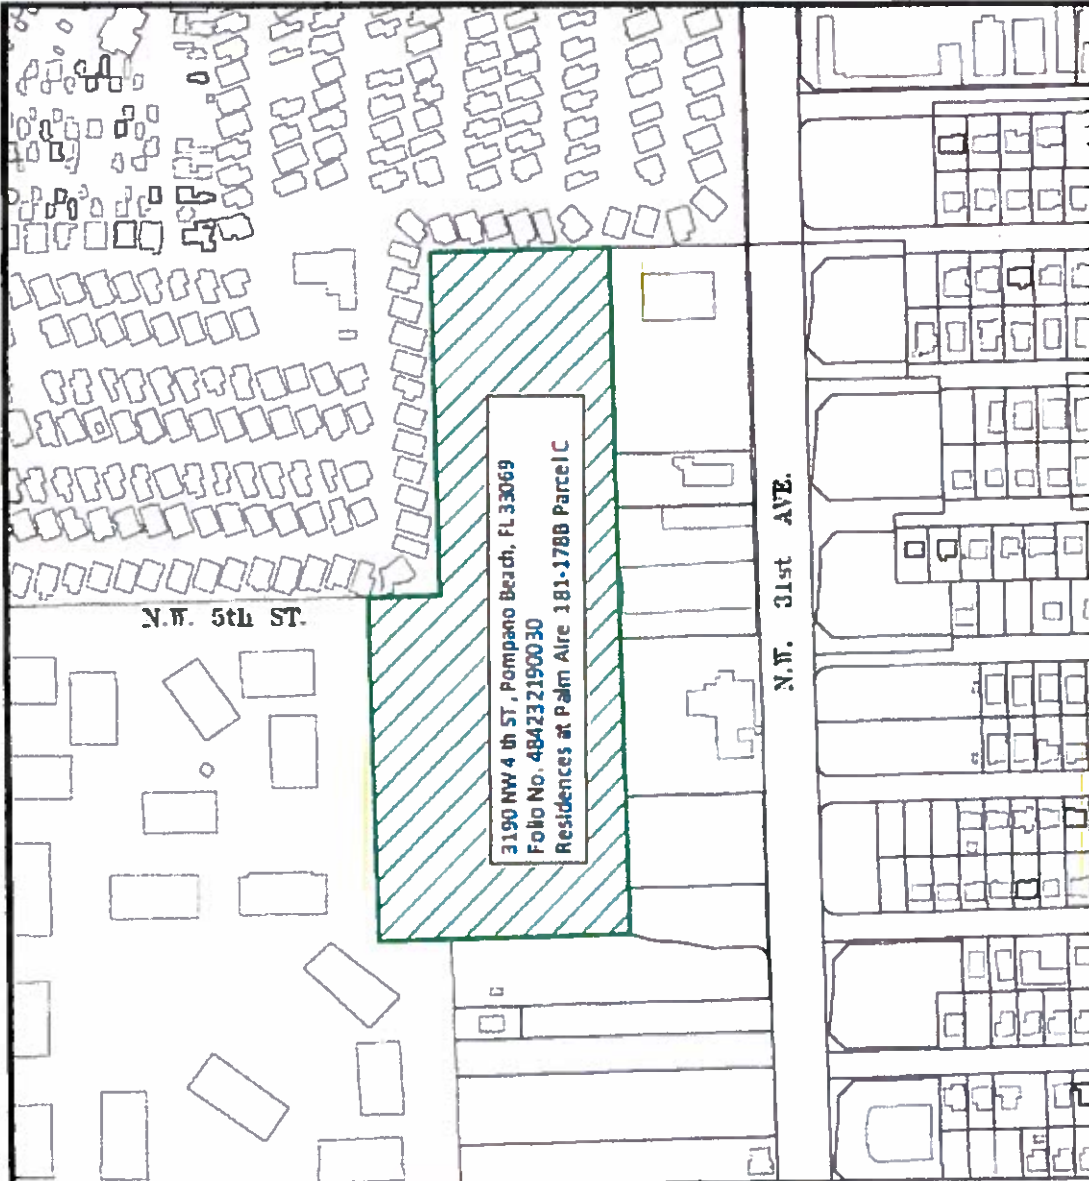 N.W. 5th ST.
3190 NW 4 th ST, Pompano Beach, FL 33069
Folio No. 484232190030
Residences at Palm Aire 181-178B Parcel C
N.W. 31st AVE.